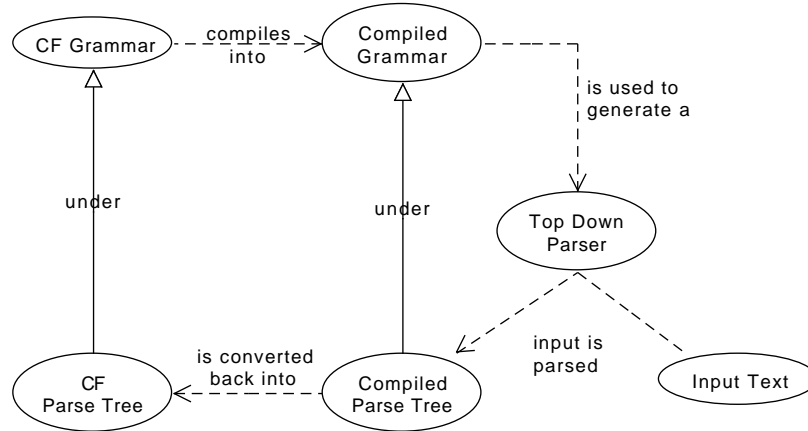 CF Grammar
compiles
into
Compiled
Grammar
is used to
generate a
under
under
Top Down
Parser
is converted
back into
input is
parsed
CF
Parse Tree
Compiled
Parse Tree
Input Text